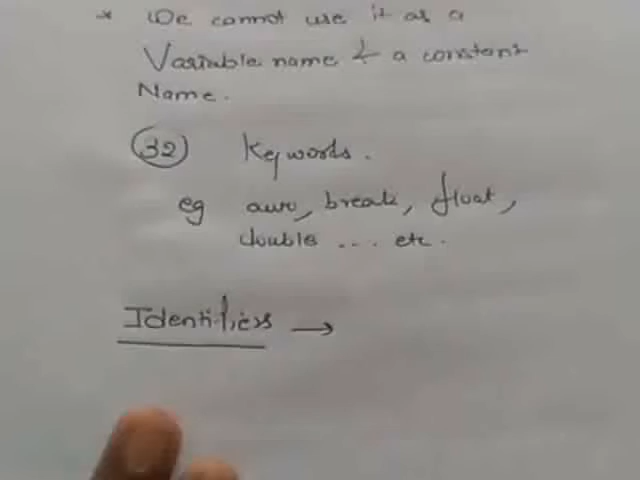 * We cannot use it as a
Variable name & a constant
Name.
32 Keywords.
eg auto, break, float,
double ... etc.
Identifiers →